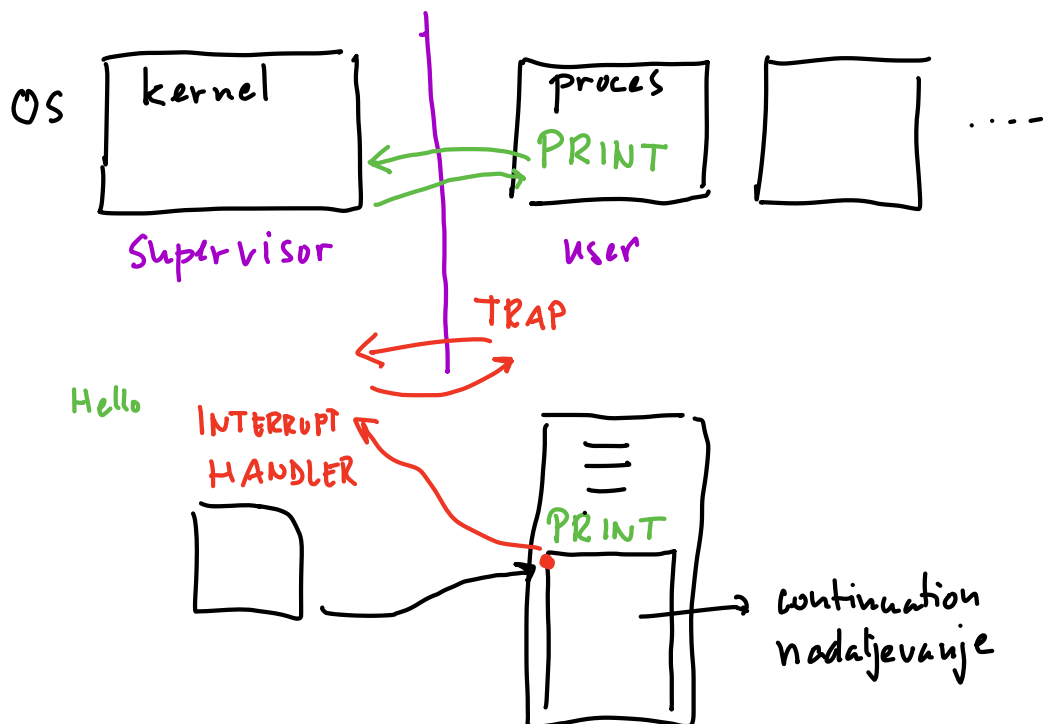 OS
kernel
proces
PRINT
supervisor
user
TRAP
Hello
INTERRUPT
HANDLER
PRINT
continuation
nadaljevanje